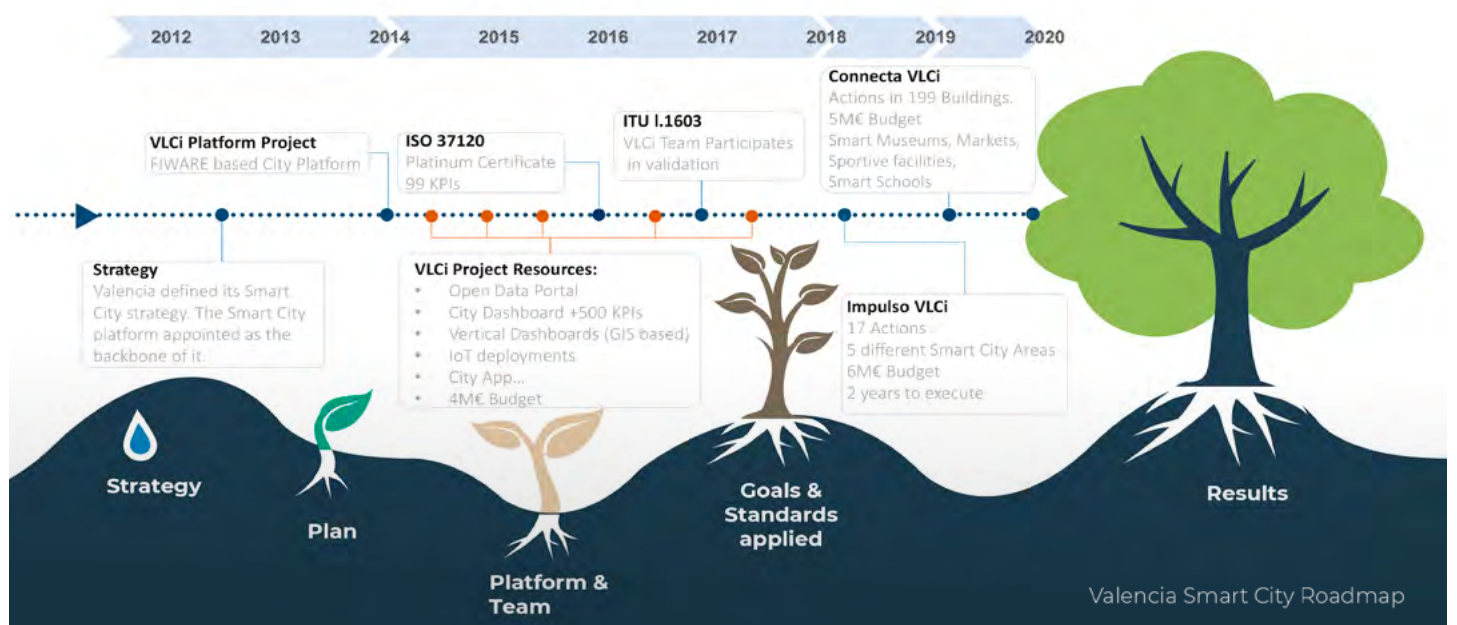 2012 2013 2014 2015 2016 2017 2018 2019 2020
VLCi Platform Project
FIWARE based City Platform
ISO 37120
Platinum Certificate
99 KPIs
ITU l.1603
VLCi Team Participates
in validation
Connecta VLCi
Actions in 199 Buildings.
5M€ Budget
Smart Museums, Markets,
Sportive facilities,
Smart Schools
Strategy
Valencia defined its Smart
City strategy. The Smart City
platform appointed as the
backbone of it.
VLCi Project Resources:
• Open Data Portal
• City Dashboard +500 KPIs
• Vertical Dashboards (GIS based)
• IoT deployments
• City App...
• 4M€ Budget
Impulso VLCi
17 Actions
5 different Smart City Areas
6M€ Budget
2 years to execute
Strategy
Plan
Platform &
Team
Goals &
Standards
applied
Results
Valencia Smart City Roadmap